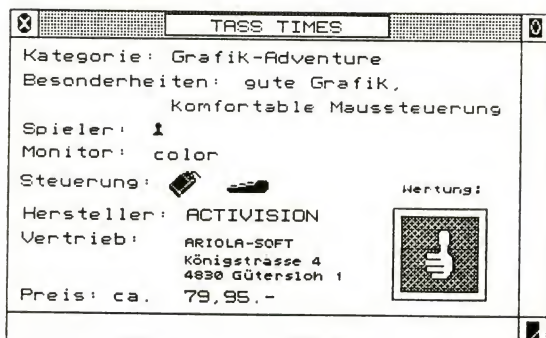 TASS TIMES
Kategorie: Grafik-Adventure
Besonderheiten: gute Grafik,
Komfortable Maussteuerung
Spieler:
Monitor: color
Steuerung:
Wertung:
Hersteller: ACTIVISION
Vertrieb: ARIOLA-SOFT
Königstrasse 4
4830 Gütersloh 1
Preis: ca. 79,95.-